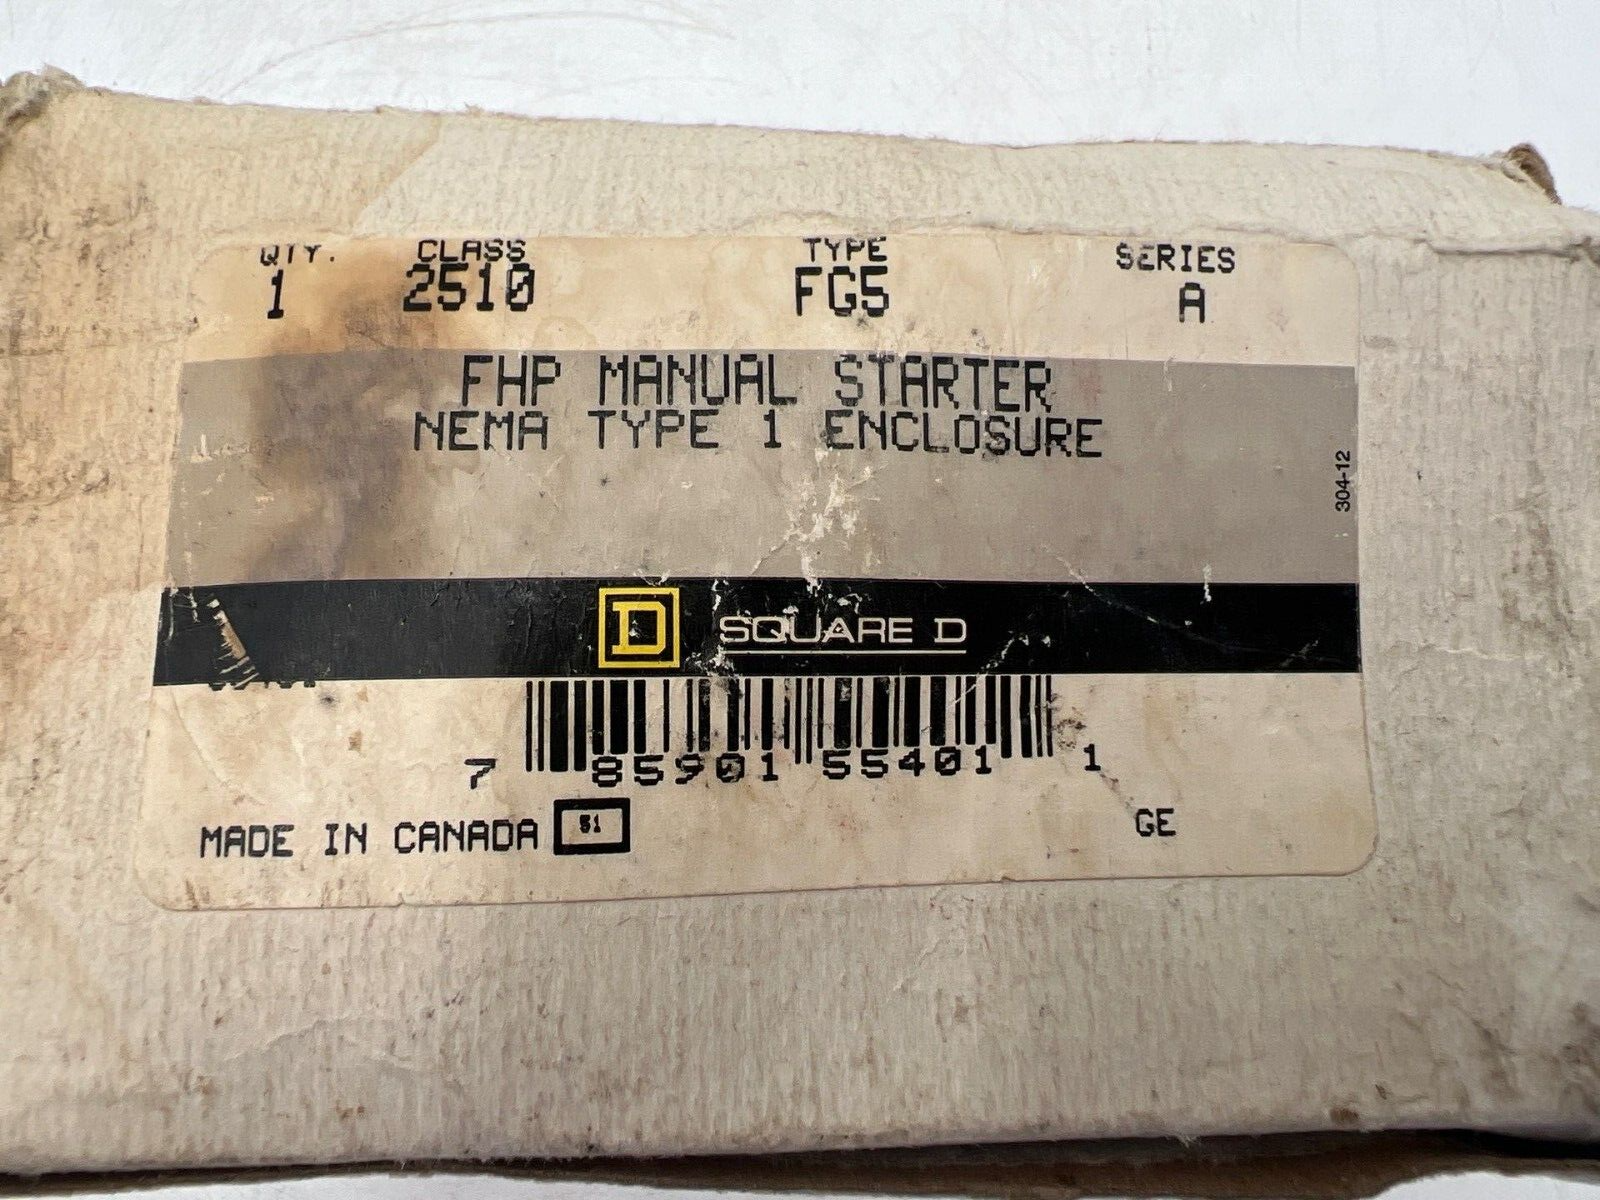 QTY. CLASS TYPE SERIES
1 2510 FG5 A
FHP MANUAL STARTER
NEMA TYPE 1 ENCLOSURE
304-12
D SQUARE D
7 85901 55401 1
MADE IN CANADA 51 GE